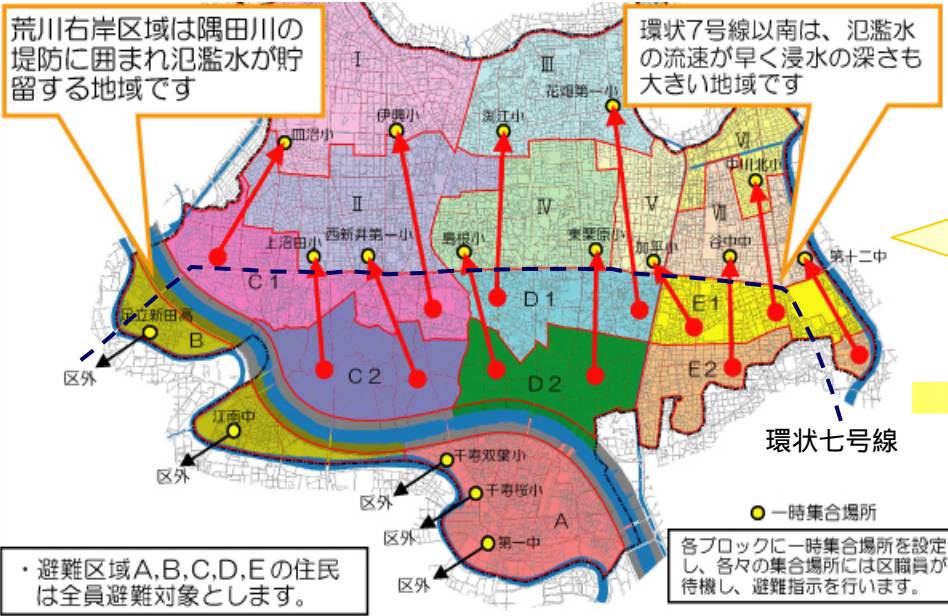 荒川右岸区域は隅田川の
堤防に囲まれ氾濫水が貯
留する地域です
環状7号線以南は、氾濫水
の流速が早く浸水の深さも
大きい地域です
Ⅰ
Ⅲ
花畑第一小
伊興小
渕江小
皿沼小
Ⅵ
中川北小
Ⅱ
Ⅳ
Ⅴ
Ⅶ
上沼田小
西新井第一小
島根小
東栗原小
加平小
谷中中
第十二中
C1
D1
E1
足立新田高
B
区外
C2
D2
E2
江南中
環状七号線
区外
千寿双葉小
区外
千寿桜小
A
区外
第一中
区外
一時集合場所
・避難区域A,B,C,D,Eの住民
は全員避難対象とします。
各ブロックに一時集合場所を設定
し、各々の集合場所には区職員が
待機し、避難指示を行います。